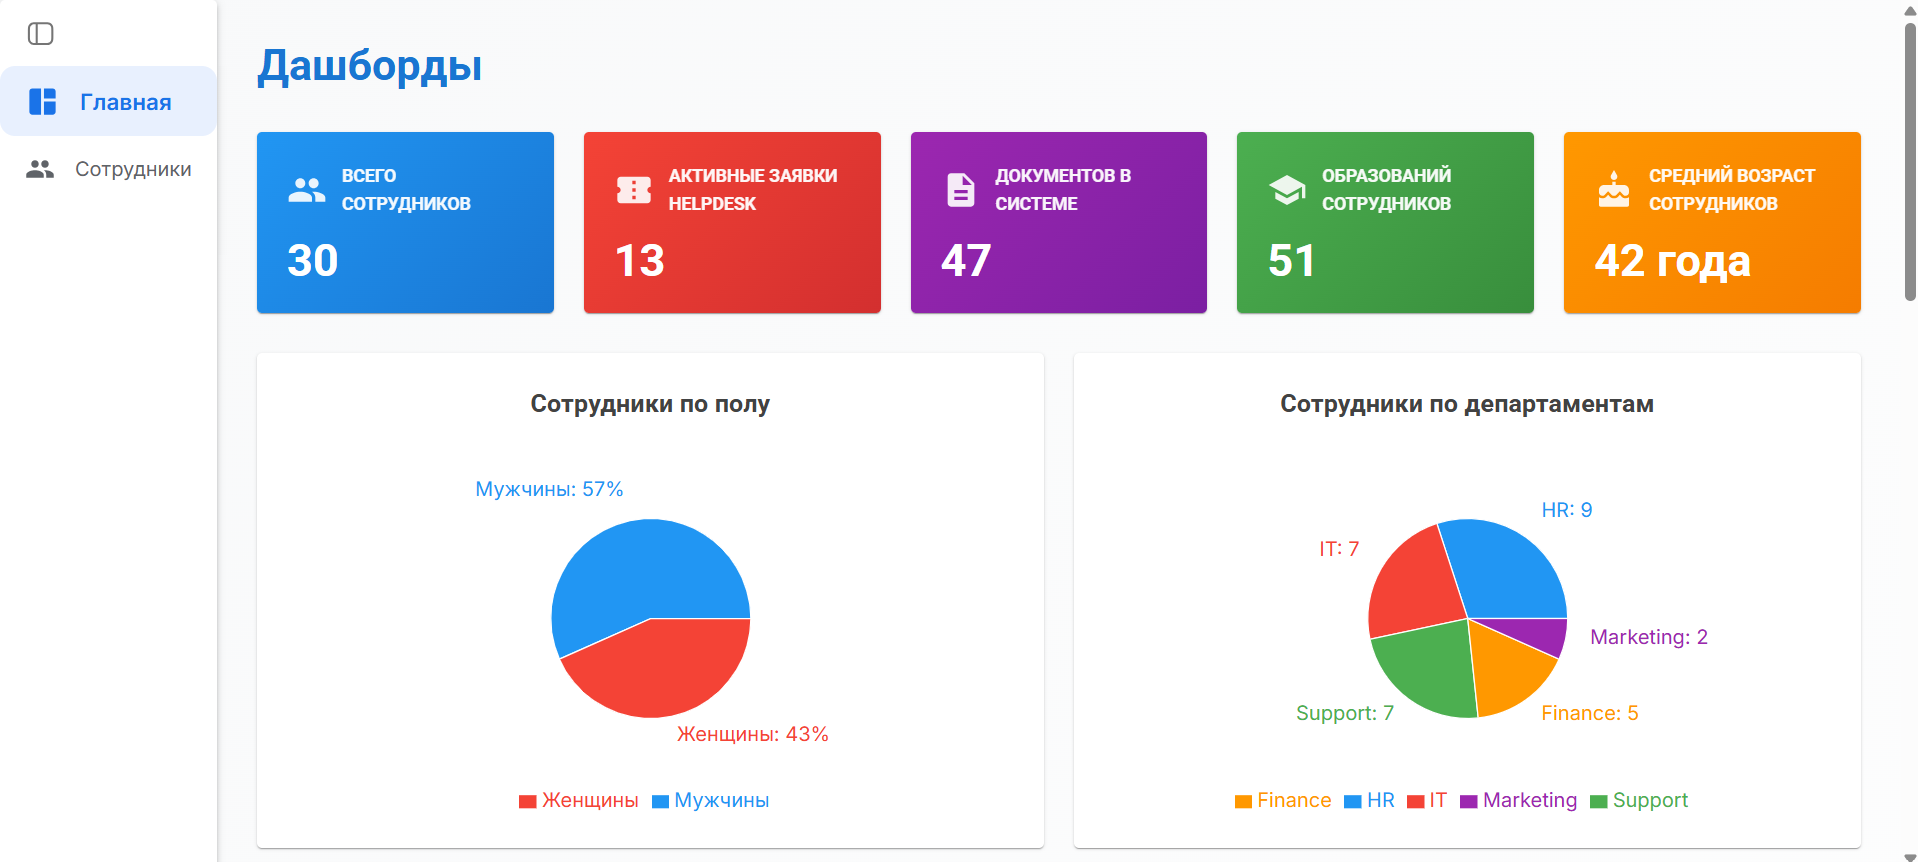 Главная
Сотрудники
Дашборды
ВСЕГО
СОТРУДНИКОВ
30
АКТИВНЫЕ ЗАЯВКИ
HELPDESK
13
ДОКУМЕНТОВ В
СИСТЕМЕ
47
ОБРАЗОВАНИЙ
СОТРУДНИКОВ
51
СРЕДНИЙ ВОЗРАСТ
СОТРУДНИКОВ
42 года
Сотрудники по полу
Мужчины: 57%
Женщины: 43%
Женщины
Мужчины
Сотрудники по департаментам
HR: 9
IT: 7
Marketing: 2
Support: 7
Finance: 5
Finance
HR
IT
Marketing
Support